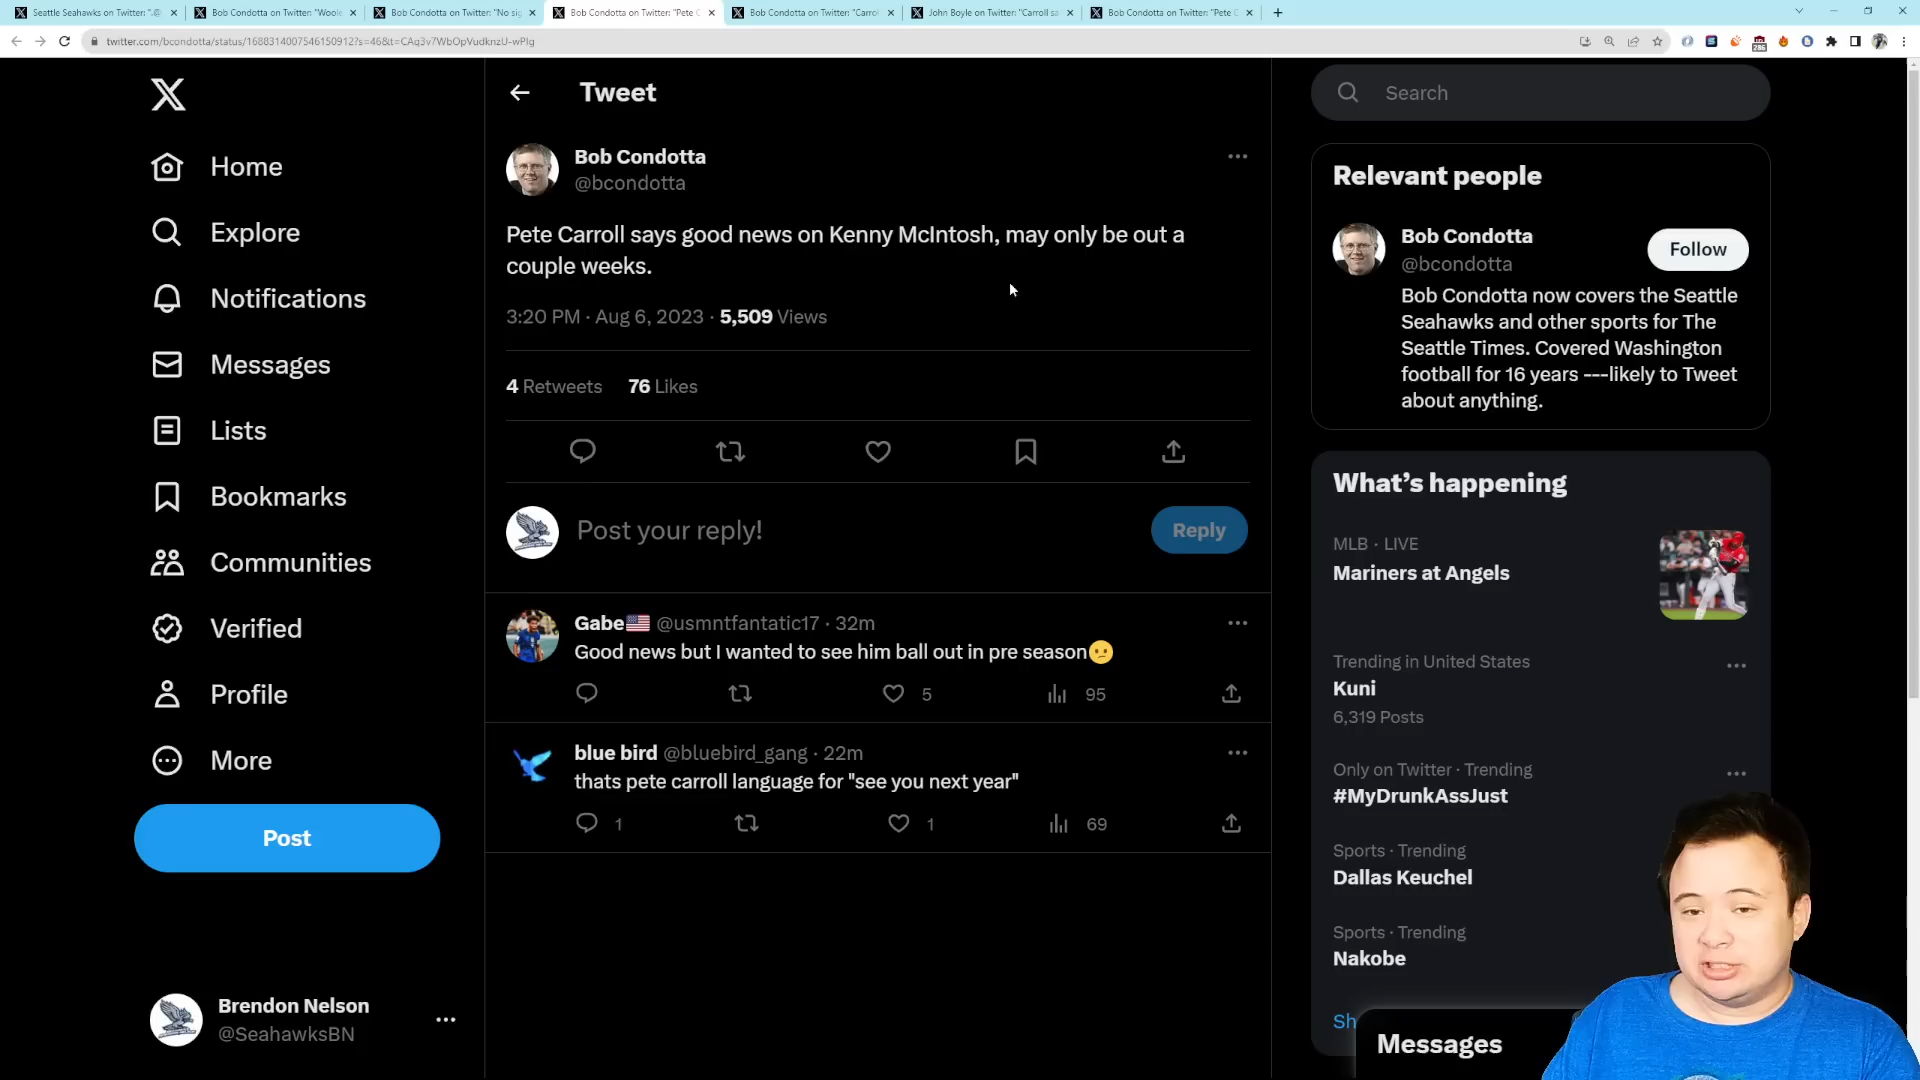 Seattle Seahawks on Twitter: ".@
Bob Condotta on Twitter: "Woole
Bob Condotta on Twitter: "No sig
Bob Condotta on Twitter: "Pete C
Bob Condotta on Twitter: "Carrol
John Boyle on Twitter: "Carroll sa
Bob Condotta on Twitter: "Pete C
twitter.com/bcondotta/status/1688314007546150912?s=46&t=CAq3v7WbOpVudknzU-wPlg
286
Home
Explore
Notifications
Messages
Lists
Bookmarks
Communities
Verified
Profile
More
Post
Brendon Nelson
@SeahawksBN
Tweet
Bob Condotta
@bcondotta
Pete Carroll says good news on Kenny McIntosh, may only be out a
couple weeks.
3:20 PM · Aug 6, 2023 · 5,509 Views
4 Retweets 76 Likes
Post your reply!
Reply
Gabe🇺🇸 @usmntfantatic17 · 32m
Good news but I wanted to see him ball out in pre season🫤
5
95
blue bird @bluebird_gang · 22m
thats pete carroll language for "see you next year"
1
1
69
Search
Relevant people
Bob Condotta
@bcondotta
Follow
Bob Condotta now covers the Seattle
Seahawks and other sports for The
Seattle Times. Covered Washington
football for 16 years ---likely to Tweet
about anything.
What's happening
MLB · LIVE
Mariners at Angels
Trending in United States
Kuni
6,319 Posts
Only on Twitter · Trending
#MyDrunkAssJust
Sports · Trending
Dallas Keuchel
Sports · Trending
Nakobe
Sh
Messages